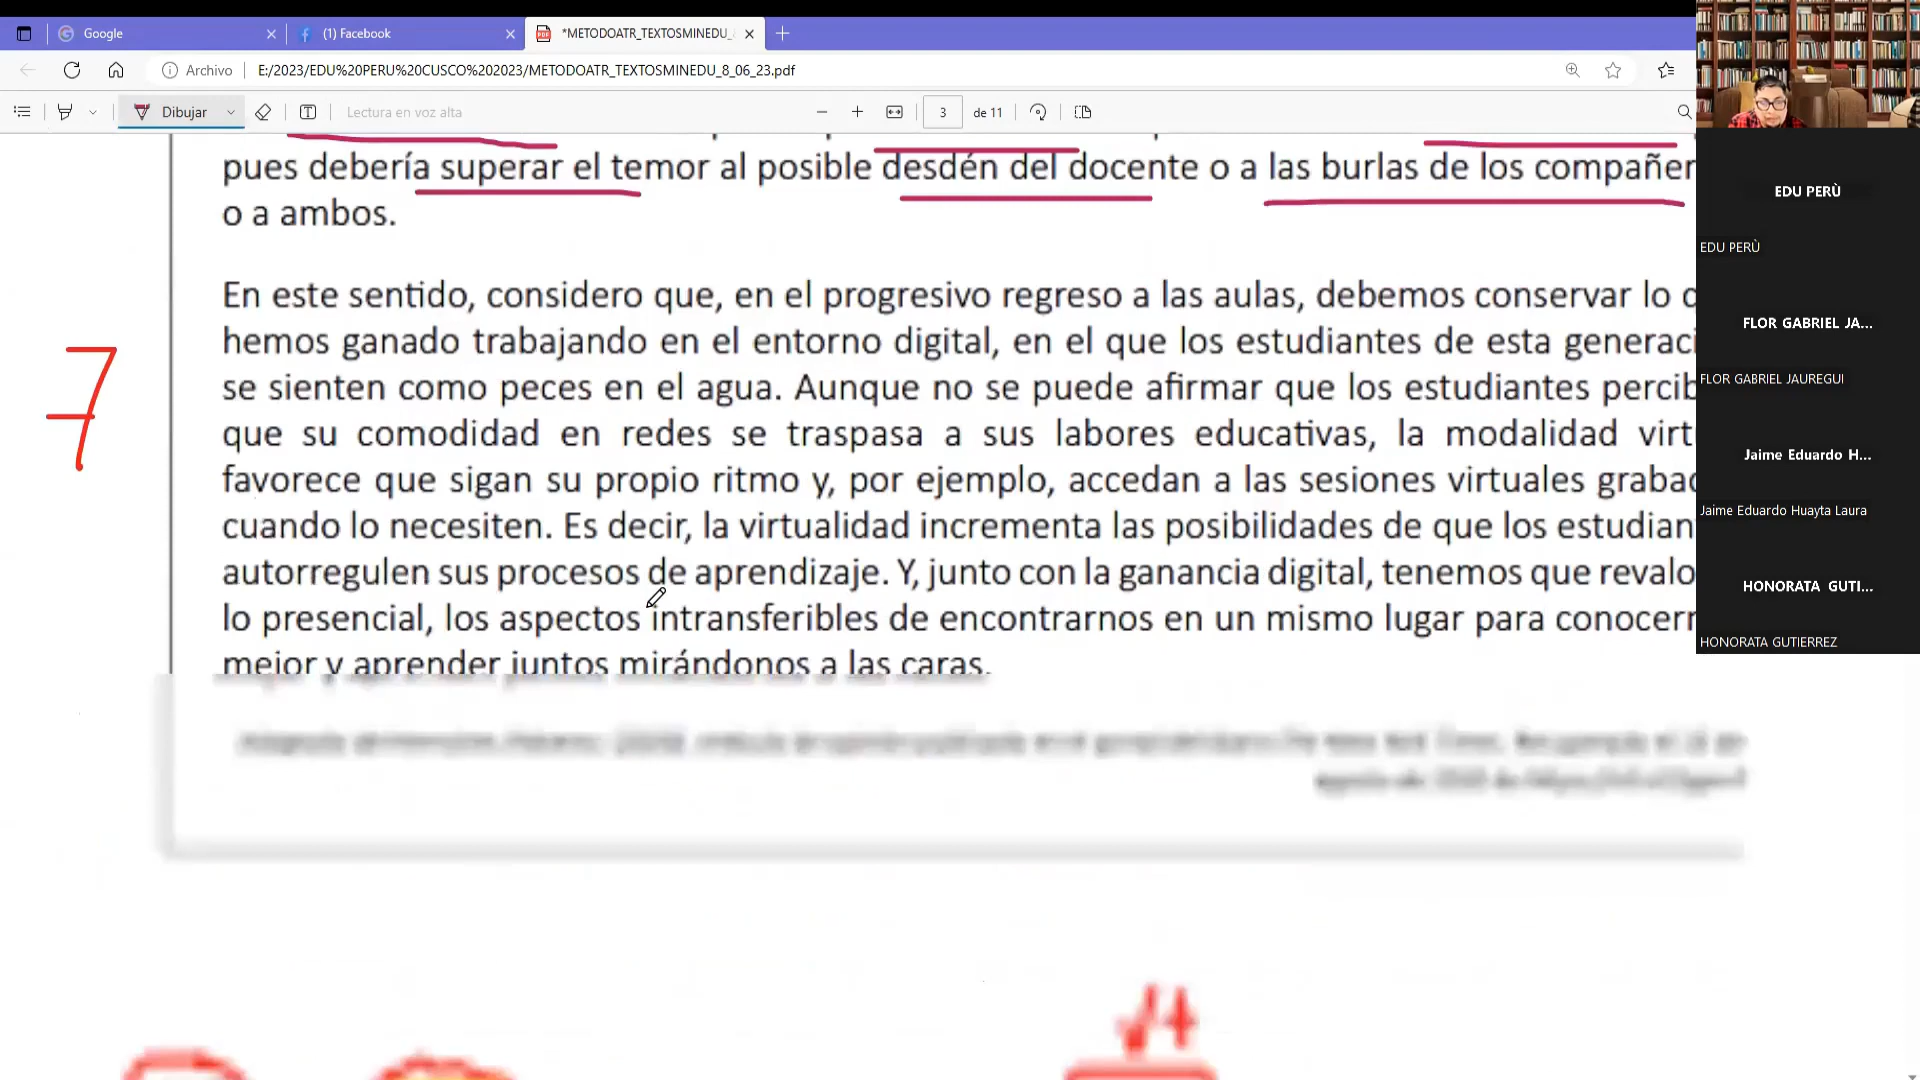 Google
(1) Facebook
*METODOATR_TEXTOSMINEDU_
Archivo
E:/2023/EDU%20PERU%20CUSCO%202023/METODOATR_TEXTOSMINEDU_8_06_23.pdf
Dibujar
Lectura en voz alta
3
de 11
pues debería superar el temor al posible desdén del docente o a las burlas de los compañer
o a ambos.
En este sentido, considero que, en el progresivo regreso a las aulas, debemos conservar lo
hemos ganado trabajando en el entorno digital, en el que los estudiantes de esta generaci
se sienten como peces en el agua. Aunque no se puede afirmar que los estudiantes percib
que su comodidad en redes se traspasa a sus labores educativas, la modalidad virt
favorece que sigan su propio ritmo y, por ejemplo, accedan a las sesiones virtuales grabad
cuando lo necesiten. Es decir, la virtualidad incrementa las posibilidades de que los estudian
autorregulen sus procesos de aprendizaje. Y, junto con la ganancia digital, tenemos que revalo
lo presencial, los aspectos intransferibles de encontrarnos en un mismo lugar para conocern
mejor y aprender juntos mirándonos a las caras.
7
EDU PERÙ
EDU PERÙ
FLOR GABRIEL JA...
FLOR GABRIEL JAUREGUI
Jaime Eduardo H...
Jaime Eduardo Huayta Laura
HONORATA GUTI...
HONORATA GUTIERREZ